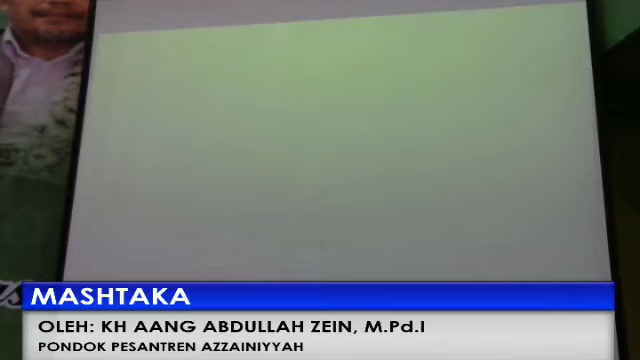 MASHTAKA
OLEH: KH AANG ABDULLAH ZEIN, M.Pd.I
PONDOK PESANTREN AZZAINIYYAH